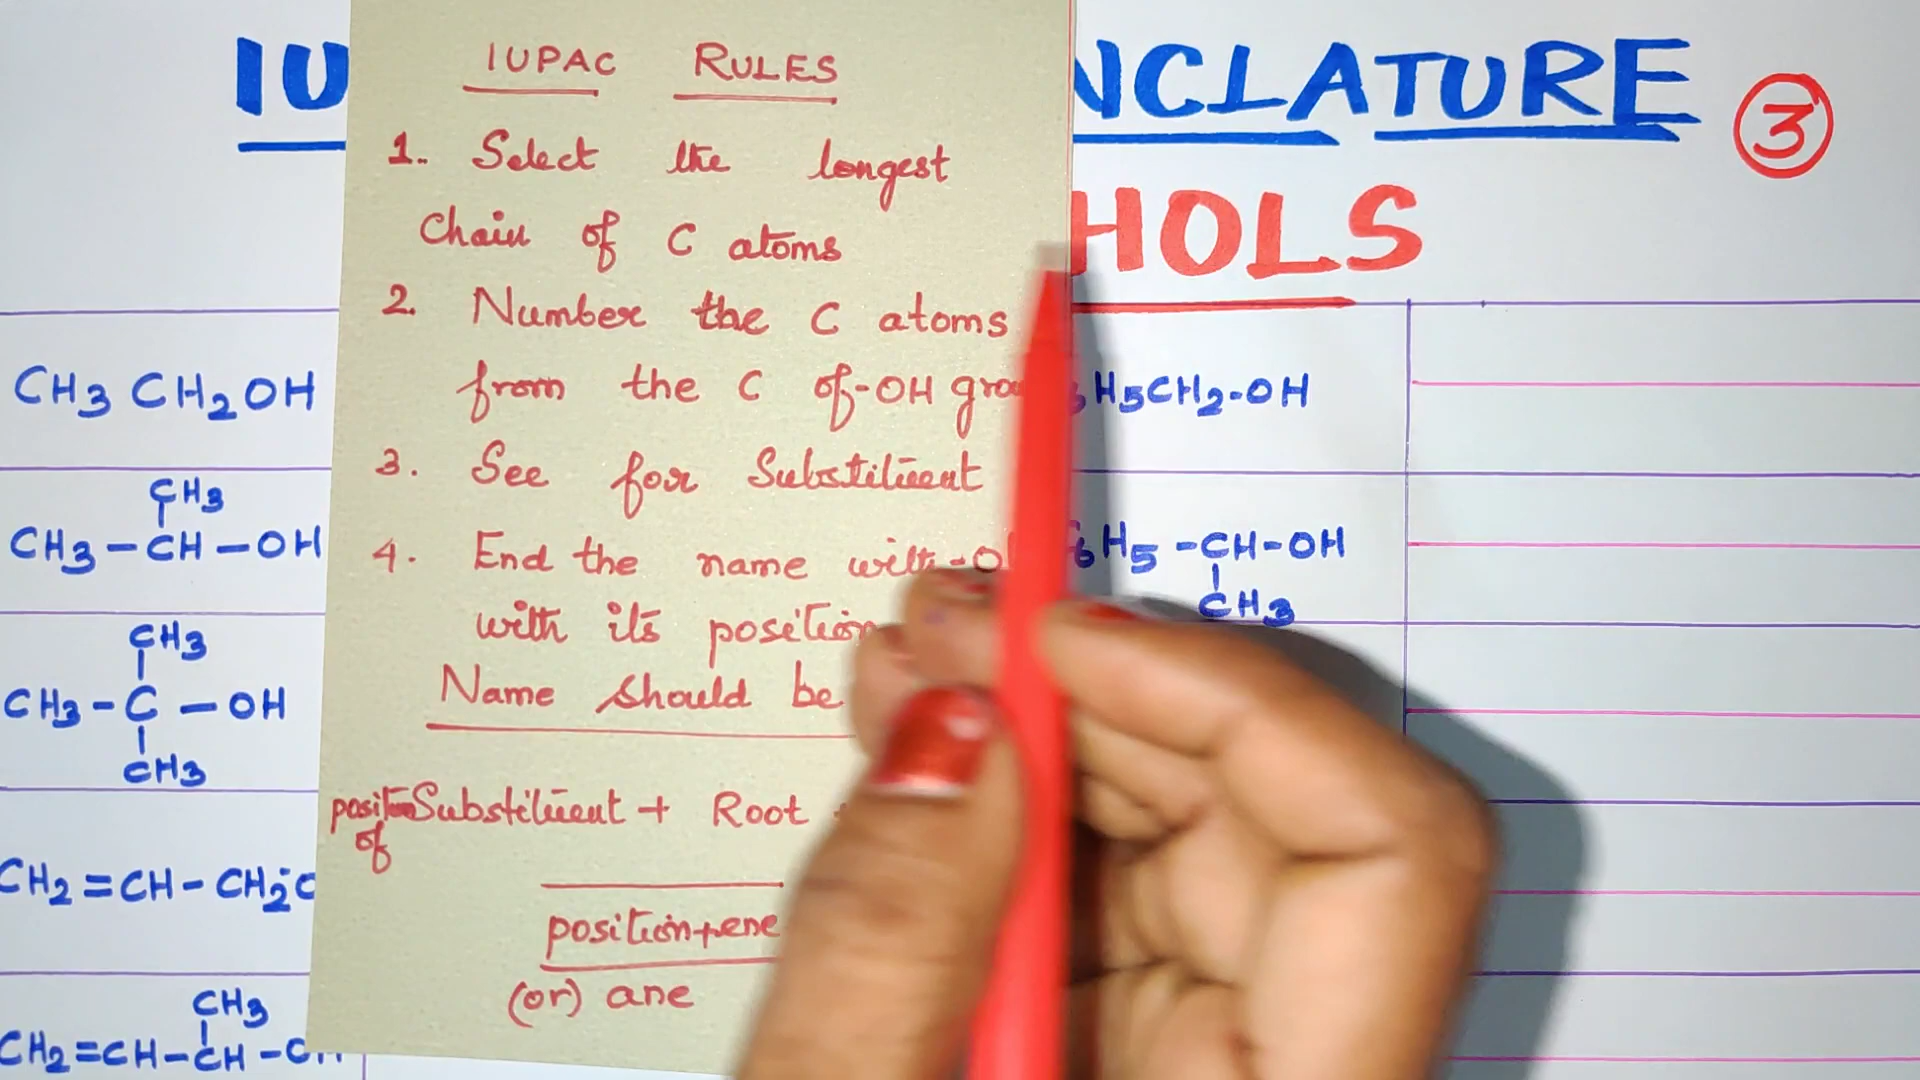 IU
NCLATURE
3
HOLS
IUPAC RULES
1. Select the longest
Chain of C atoms
2. Number the C atoms
from the C of -OH
3. See for Substituent
4. End the name with
with its position
Name should be
position Substituent + Root
of
position+ene
(or) ane
CH3 CH2OH
CH3
CH3 - CH - OH
CH3
CH3 - C - OH
CH3
CH2 = CH - CH2
CH3
CH2 = CH - CH -
H5CH2-OH
6H5 - CH - OH
CH3